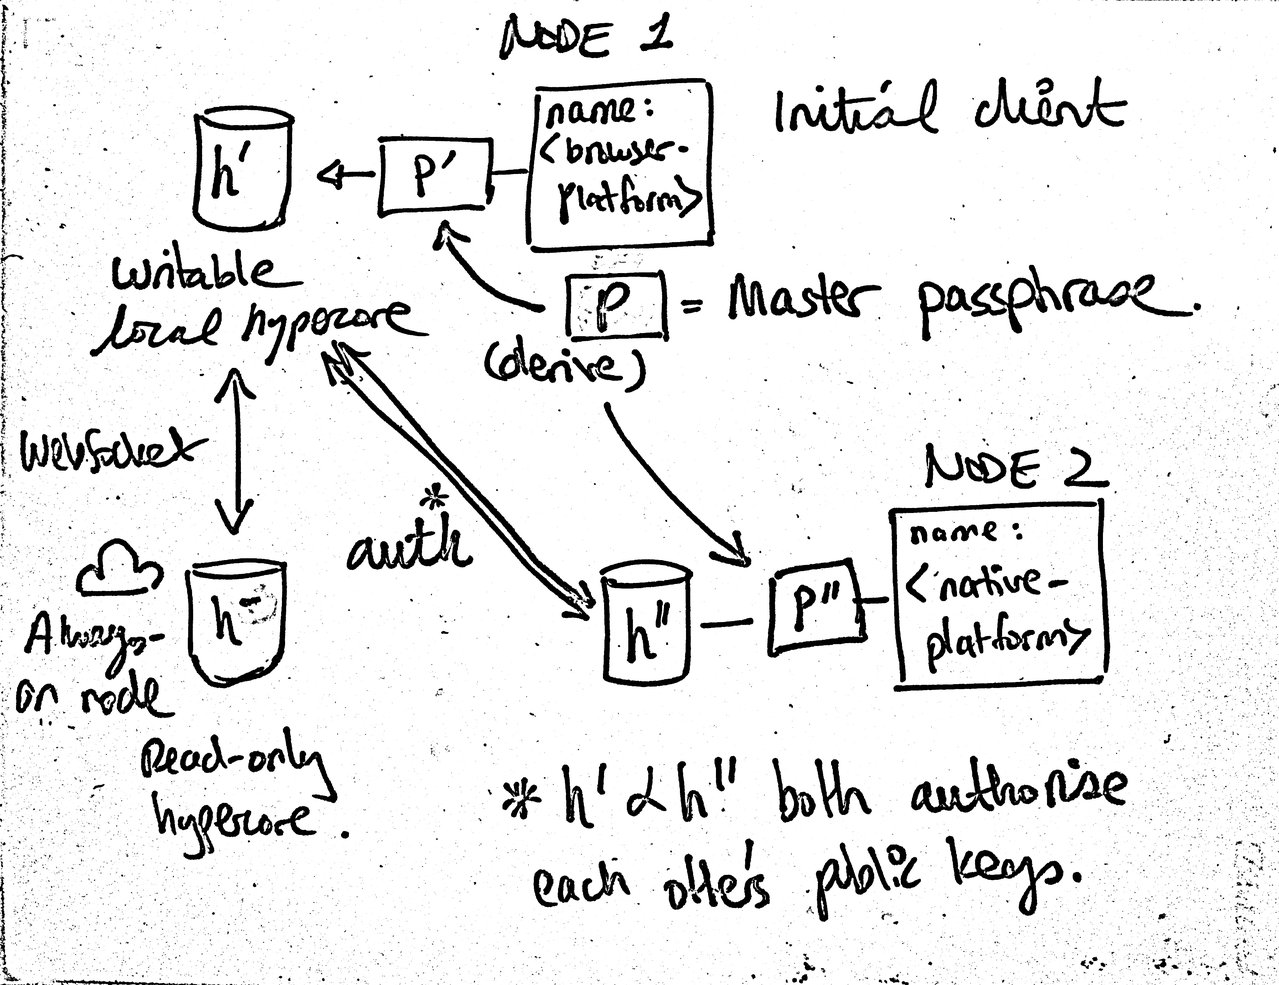 NODE 1
name:
<browser-
platform>
Initial client
h'
P'
writable
local hypercore
P = Master passphrase.
(derive)
WebSocket
*
auth
NODE 2
name:
<native-
platform>
h-
h"
P"
Always-
on node
Read-only
hypercore.
* h' & h" both authorise
each other's public keys.